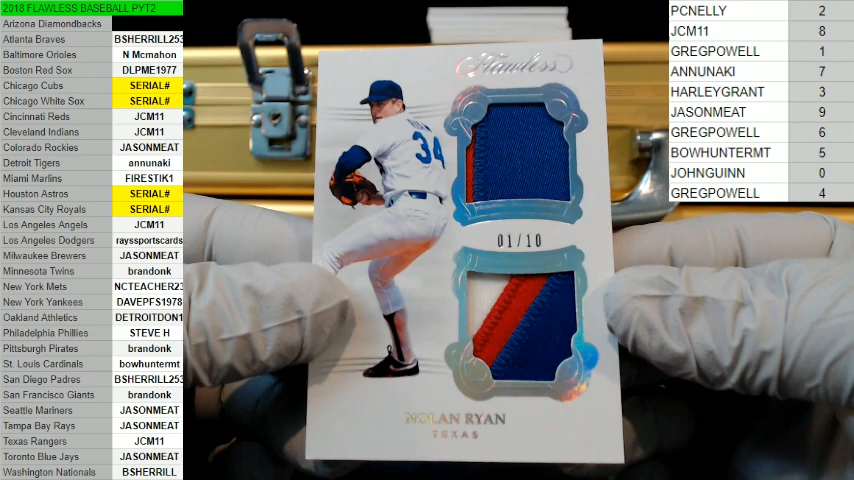 2018 FLAWLESS BASEBALL PYT2
Arizona Diamondbacks
Atlanta Braves BSHERRILL253
Baltimore Orioles N Mcmahon
Boston Red Sox DLPME1977
Chicago Cubs SERIAL#
Chicago White Sox SERIAL#
Cincinnati Reds JCM11
Cleveland Indians JCM11
Colorado Rockies JASONMEAT
Detroit Tigers annunaki
Miami Marlins FIRESTIK1
Houston Astros SERIAL#
Kansas City Royals SERIAL#
Los Angeles Angels JCM11
Los Angeles Dodgers rayssportscards
Milwaukee Brewers JASONMEAT
Minnesota Twins brandonk
New York Mets NCTEACHER23
New York Yankees DAVEPFS1978
Oakland Athletics DETROITDON1
Philadelphia Phillies STEVE H
Pittsburgh Pirates brandonk
St. Louis Cardinals bowhuntermt
San Diego Padres BSHERRILL253
San Francisco Giants brandonk
Seattle Mariners JASONMEAT
Tampa Bay Rays JASONMEAT
Texas Rangers JCM11
Toronto Blue Jays JASONMEAT
Washington Nationals BSHERRILL
Flawless
RYAN
34
01/10
NOLAN RYAN
TEXAS
PCNELLY 2
JCM11 8
GREGPOWELL 1
ANNUNAKI 7
HARLEYGRANT 3
JASONMEAT 9
GREGPOWELL 6
BOWHUNTERMT 5
JOHNGUINN 0
GREGPOWELL 4